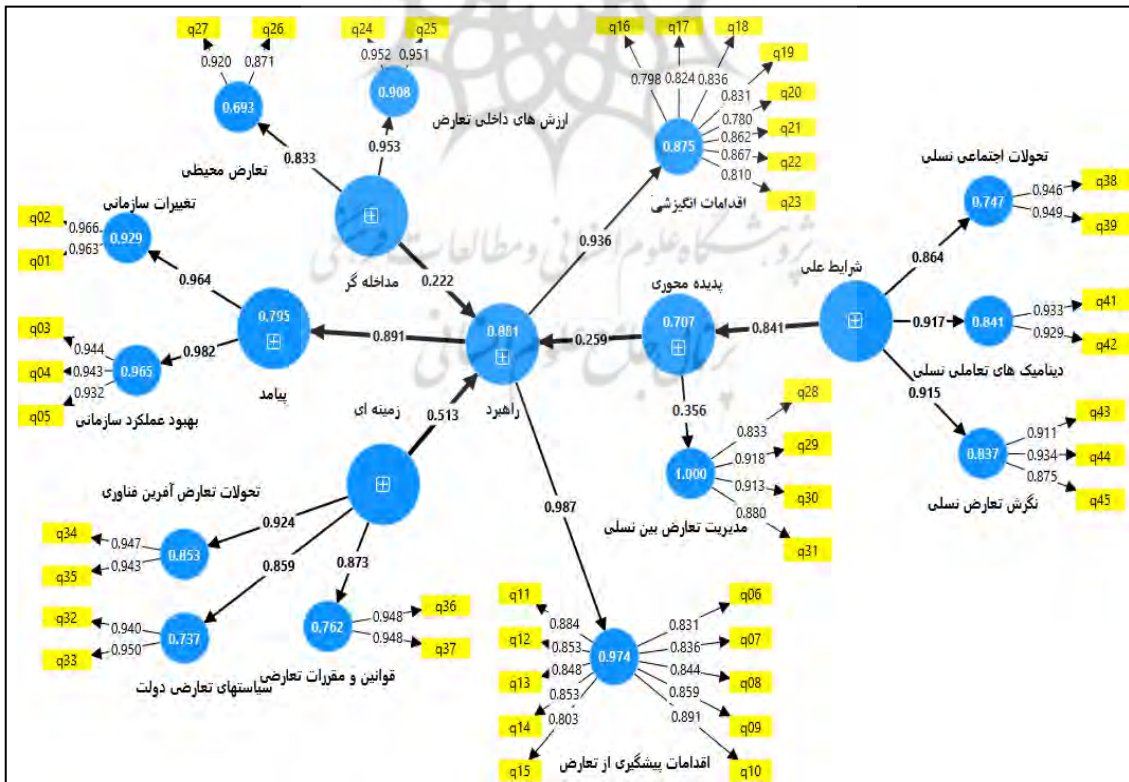 q27
q26
q24
q25
q16
q17
q18
q19
q20
q21
q22
q23
0.920
0.871
0.952
0.951
0.798
0.824
0.836
0.831
0.780
0.862
0.867
0.810
0.693
0.908
0.875
تعارض محیطی
ارزش های داخلی تعارض
اقدامات انگیزشی
0.833
0.953
مداخله گر
0.222
0.936
تغییرات سازمانی
q02
q01
0.966
0.963
0.929
0.964
0.795
پیامد
0.891
0.881
راهبرد
0.259
پدیده محوری
0.707
0.841
شرایط علی
q03
q04
q05
0.944
0.943
0.932
0.965
0.982
بهبود عملکرد سازمانی
تحولات اجتماعی نسلی
0.747
0.946
0.949
q38
q39
0.864
0.917
0.841
0.933
0.929
q41
q42
دینامیک های تعاملی نسلی
0.915
0.837
0.911
0.934
0.875
q43
q44
q45
نگرش تعارض نسلی
0.356
1.000
0.833
0.918
0.913
0.880
q28
q29
q30
q31
مدیریت تعارض بین نسلی
زمینه ای
0.513
تحولات تعارض آفرین فناوری
0.924
q34
q35
0.947
0.943
0.853
0.859
q32
q33
0.940
0.950
0.737
سیاستهای تعارضی دولت
0.873
0.762
0.948
0.948
q36
q37
قوانین و مقررات تعارضی
0.987
0.974
q11
q12
q13
q14
q15
0.884
0.853
0.848
0.853
0.803
q06
q07
q08
q09
q10
0.831
0.836
0.844
0.859
0.891
اقدامات پیشگیری از تعارض
پژوهشگاه علوم انسانی و مطالعات فرهنگی
پرتال جامع علوم انسانی